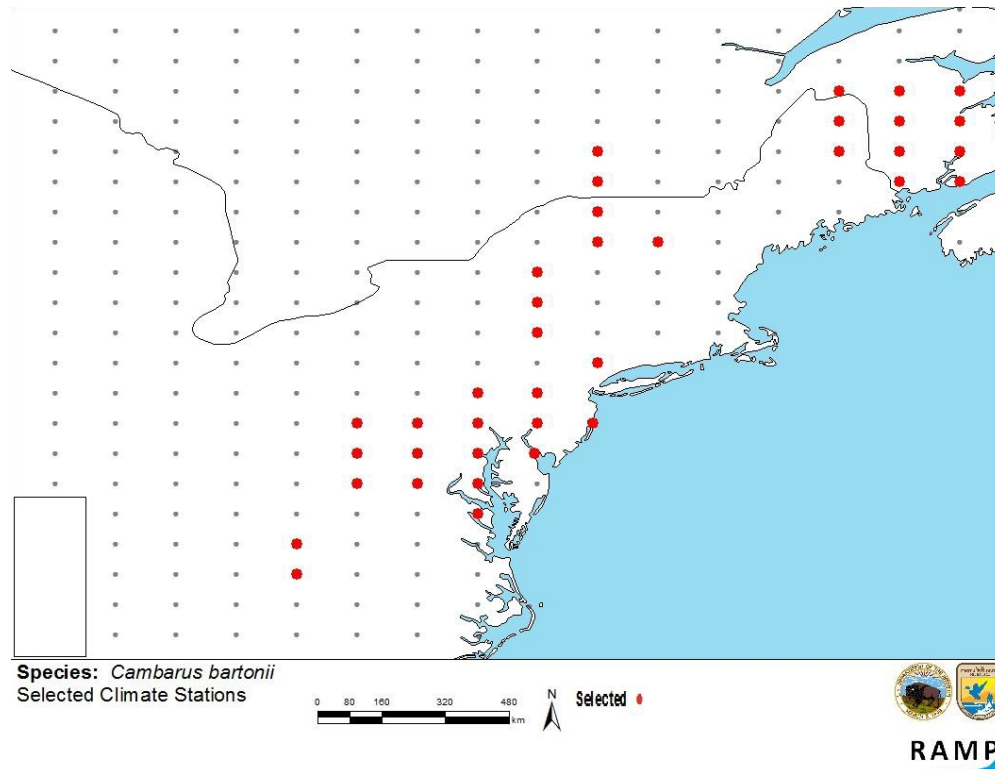 Species: Cambarus bartonii
Selected Climate Stations
0 80 160 320 480
km
N
Selected
RAMP